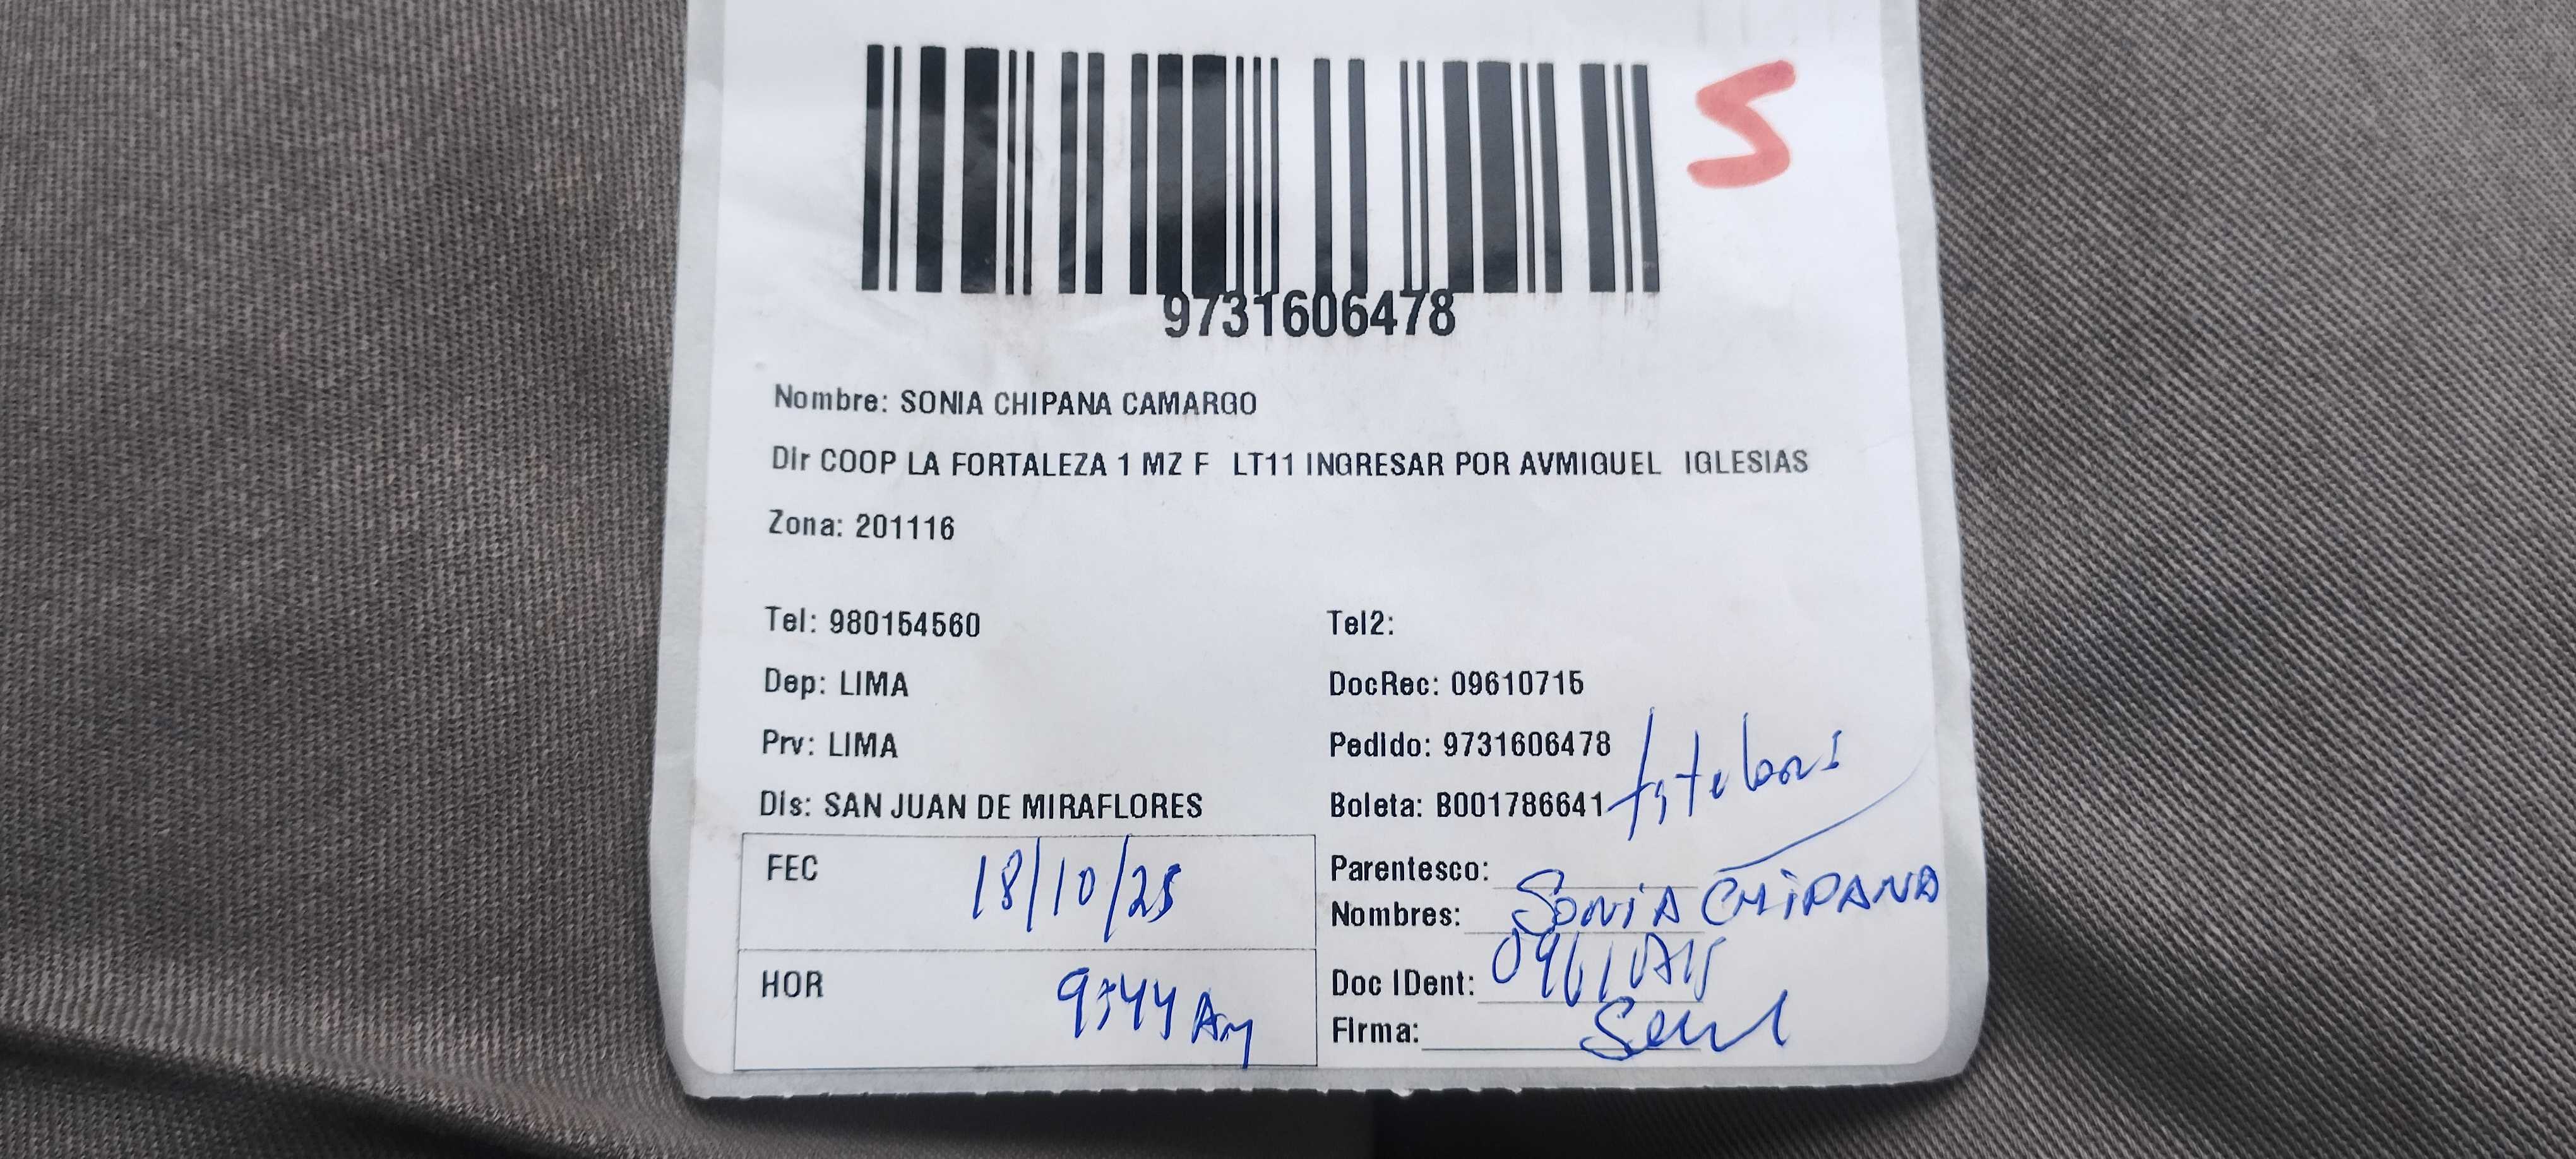 S
9731606478
Nombre: SONIA CHIPANA CAMARGO
Dir COOP LA FORTALEZA 1 MZ F LT11 INGRESAR POR AVMIGUEL IGLESIAS
Zona: 201116
Tel: 980154560 Tel2:
Dep: LIMA DocRec: 09610715
Prv: LIMA Pedido: 9731606478
Dis: SAN JUAN DE MIRAFLORES Boleta: B001786641
FEC 18/10/25 Parentesco:
Nombres: SONIA CHIPANA
HOR 9:44 Am Doc IDent: 09610715
Firma: